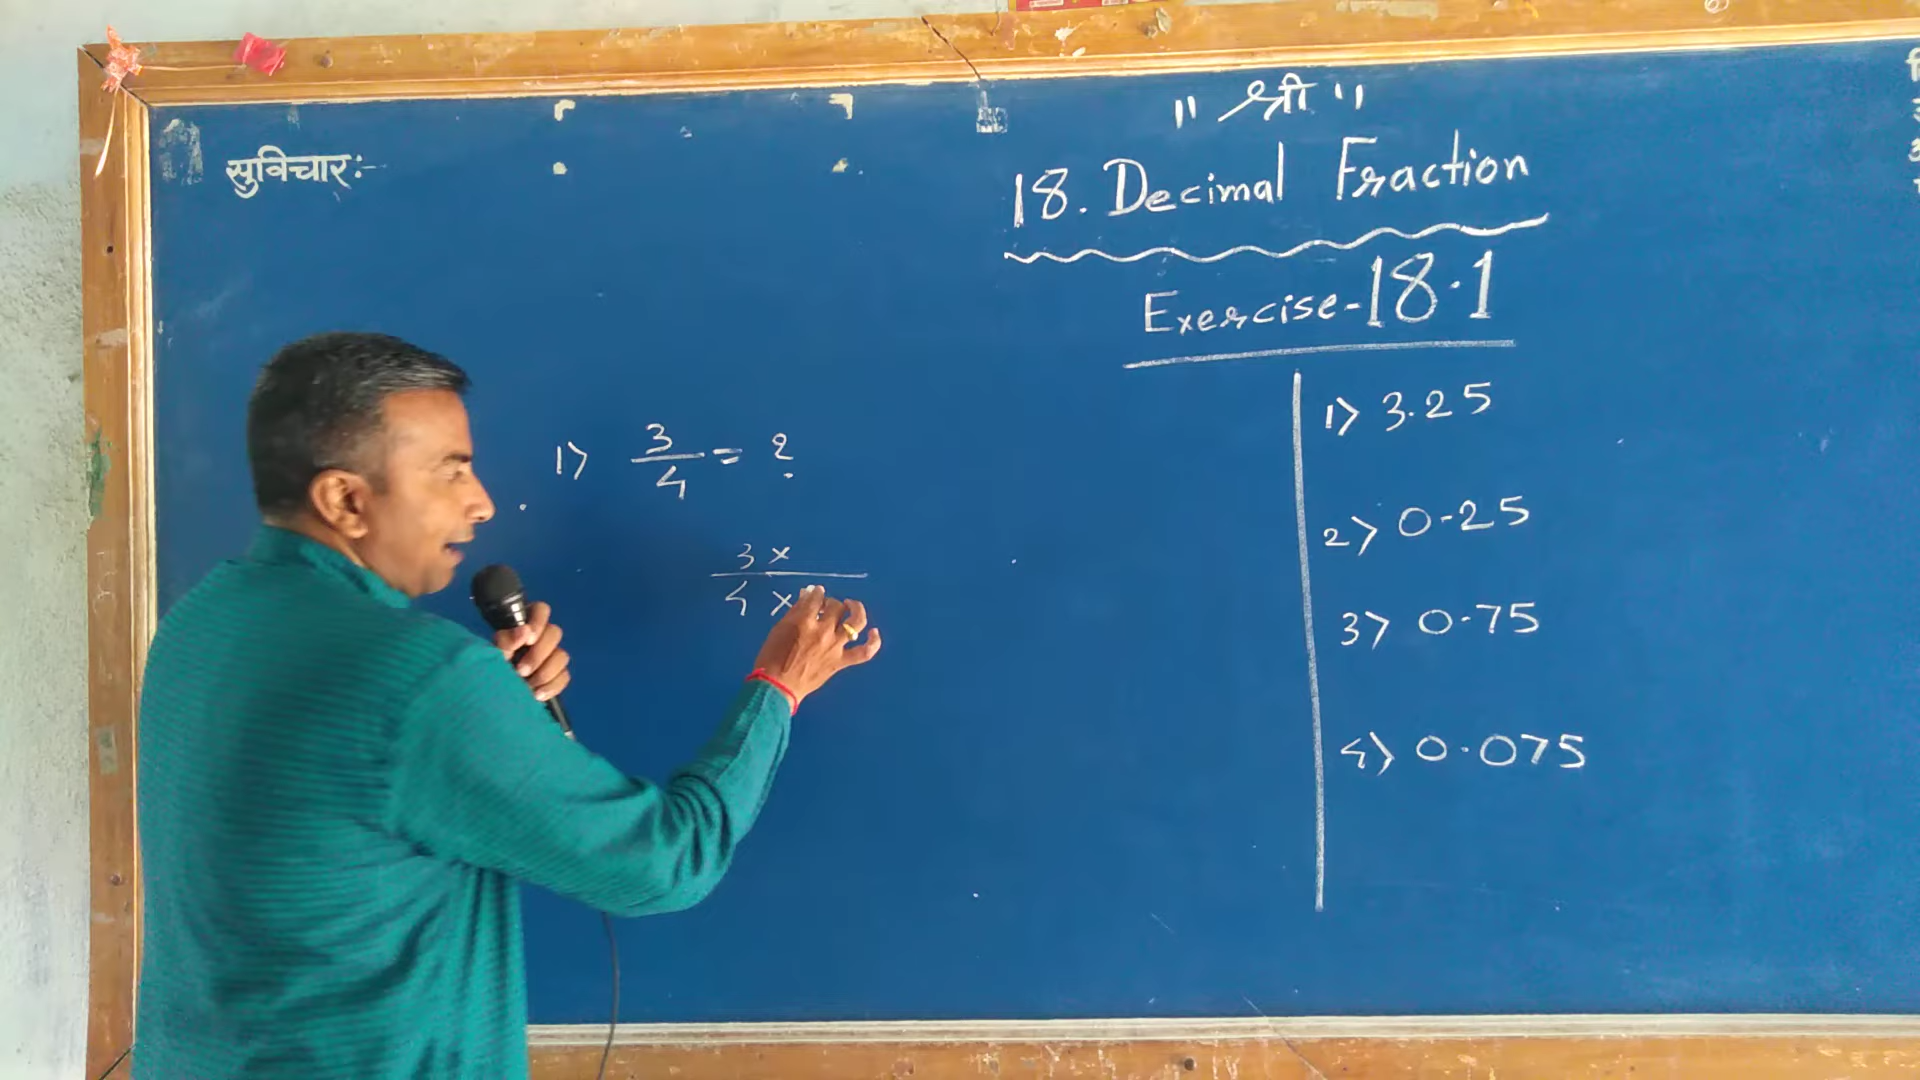 " श्री "
सुविचार:-
18. Decimal Fraction
Exercise-18.1
1) 3/4 = ?
3 ×
4 ×
1) 3.25
2) 0.25
3) 0.75
4) 0.075